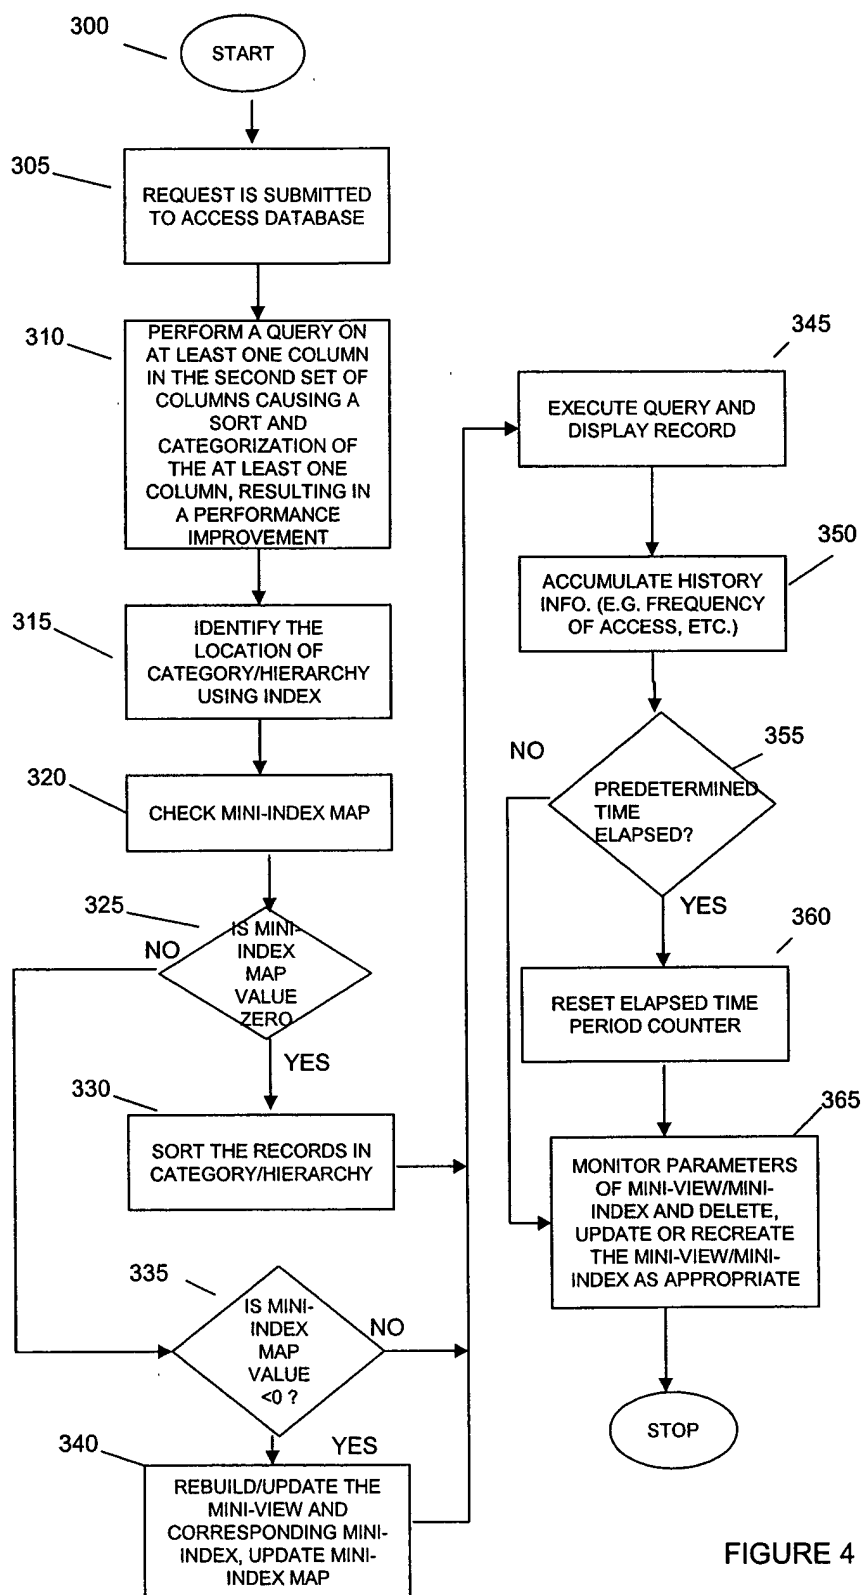 300
START
305
REQUEST IS SUBMITTED
TO ACCESS DATABASE
310
PERFORM A QUERY ON
AT LEAST ONE COLUMN
IN THE SECOND SET OF
COLUMNS CAUSING A
SORT AND
CATEGORIZATION OF
THE AT LEAST ONE
COLUMN, RESULTING IN
A PERFORMANCE
IMPROVEMENT
315
IDENTIFY THE
LOCATION OF
CATEGORY/HIERARCHY
USING INDEX
320
CHECK MINI-INDEX MAP
325
IS MINI-
INDEX
MAP
VALUE
ZERO
NO
YES
330
SORT THE RECORDS IN
CATEGORY/HIERARCHY
335
IS MINI-
INDEX
MAP
VALUE
<0 ?
NO
YES
340
REBUILD/UPDATE THE
MINI-VIEW AND
CORRESPONDING MINI-
INDEX, UPDATE MINI-
INDEX MAP
345
EXECUTE QUERY AND
DISPLAY RECORD
350
ACCUMULATE HISTORY
INFO. (E.G. FREQUENCY
OF ACCESS, ETC.)
355
NO
PREDETERMINED
TIME
ELAPSED?
YES
360
RESET ELAPSED TIME
PERIOD COUNTER
365
MONITOR PARAMETERS
OF MINI-VIEW/MINI-
INDEX AND DELETE,
UPDATE OR RECREATE
THE MINI-VIEW/MINI-
INDEX AS APPROPRIATE
STOP
FIGURE 4